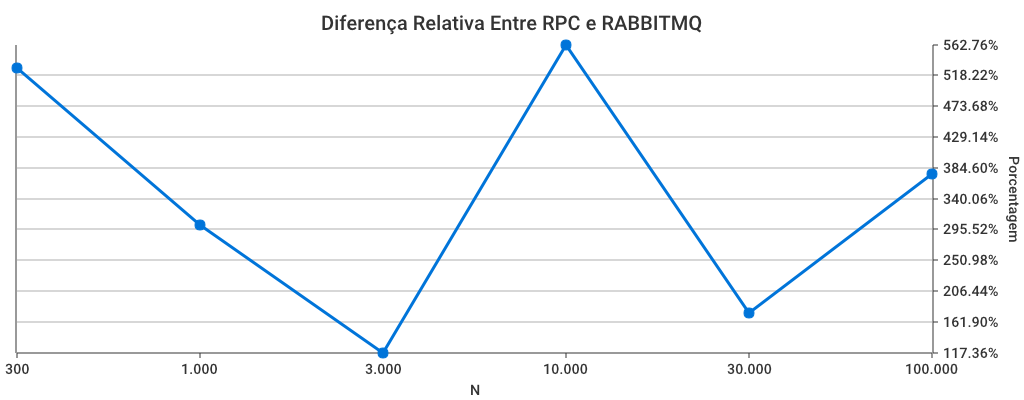 Diferença Relativa Entre RPC e RABBITMQ
562.76%
518.22%
473.68%
429.14%
384.60%
340.06%
295.52%
250.98%
206.44%
161.90%
117.36%
Porcentagem
300 1.000 3.000 10.000 30.000 100.000
N